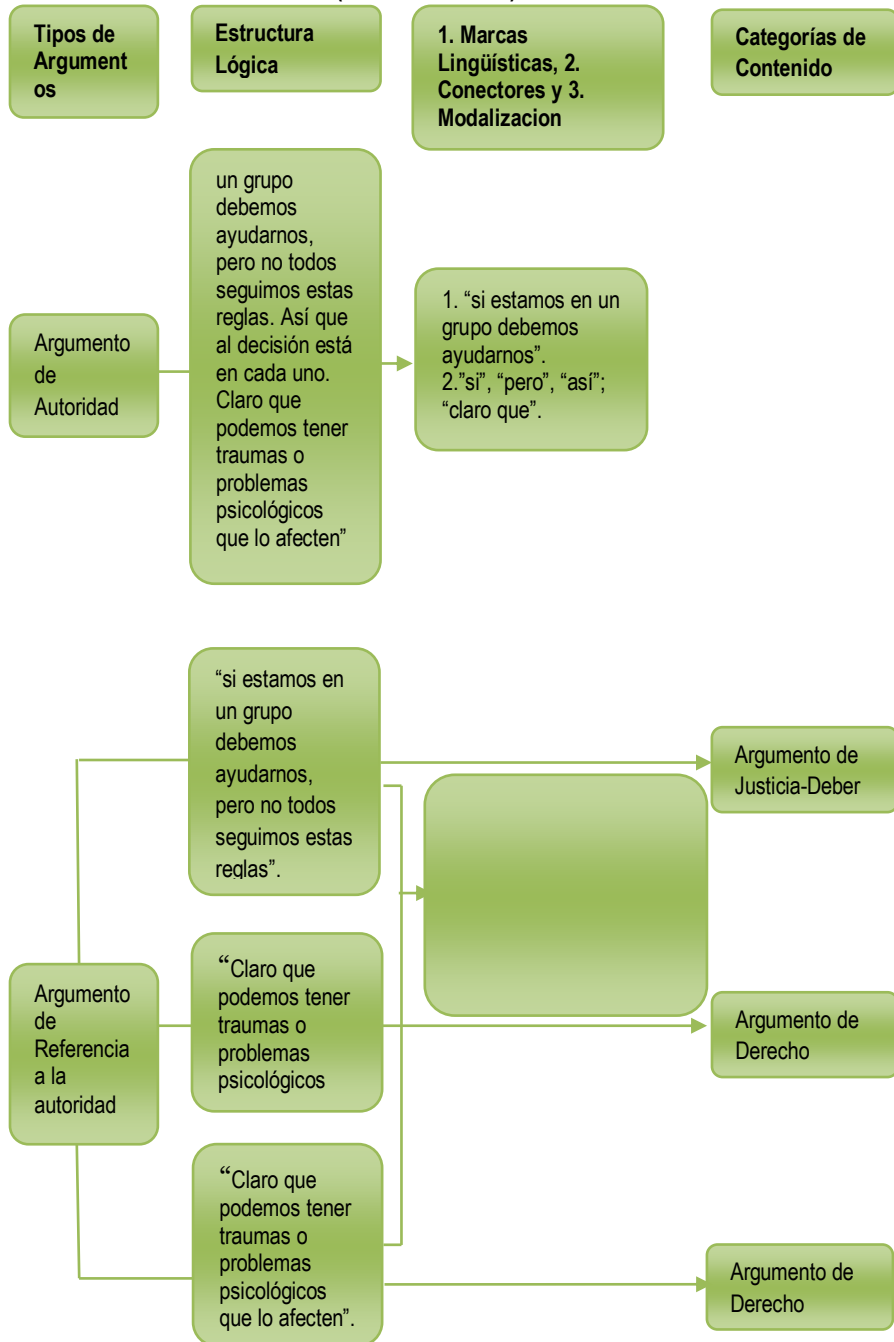 Tipos de
Argument
os
Estructura
Lógica
1. Marcas
Lingüísticas, 2.
Conectores y 3.
Modalizacion
Categorías de
Contenido
Argumento
de
Autoridad
un grupo
debemos
ayudarnos,
pero no todos
seguimos estas
reglas. Así que
al decisión está
en cada uno.
Claro que
podemos tener
traumas o
problemas
psicológicos
que lo afecten”
1. “si estamos en un
grupo debemos
ayudarnos”.
2.”si”, “pero”, “así”;
“claro que”.
Argumento
de
Referencia
a la
autoridad
“si estamos en
un grupo
debemos
ayudarnos,
pero no todos
seguimos estas
reglas”.
Argumento de
Justicia-Deber
“Claro que
podemos tener
traumas o
problemas
psicológicos
Argumento de
Derecho
“Claro que
podemos tener
traumas o
problemas
psicológicos
que lo afecten”.
Argumento de
Derecho